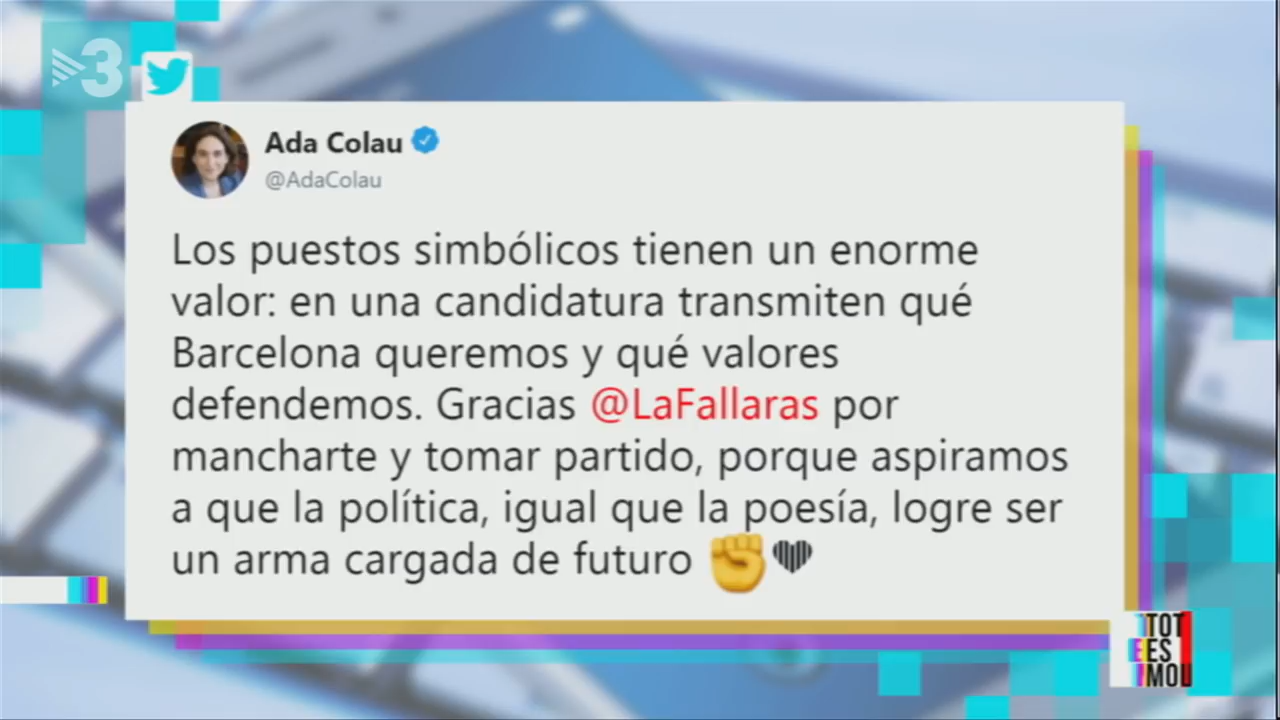 3
Ada Colau
@AdaColau
Los puestos simbólicos tienen un enorme
valor: en una candidatura transmiten qué
Barcelona queremos y qué valores
defendemos. Gracias @LaFallaras por
mancharte y tomar partido, porque aspiramos
a que la política, igual que la poesía, logre ser
un arma cargada de futuro ✊🖤
TOT
ES
MOU